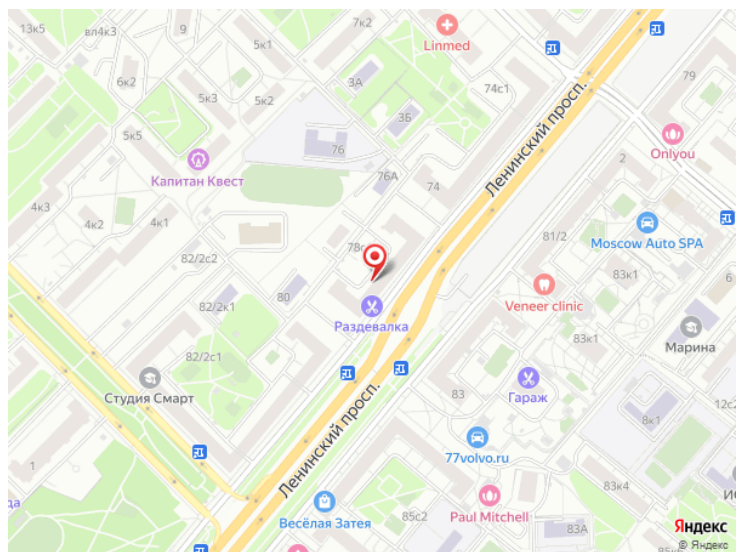 13к5
вл4к3
9
7к2
Linmed
5к1
6к2
5к3
5к2
74с1
79
5к5
3Б
3А
76
Ленинский просп.
Onlyou
Капитан Квест
76А
74
2
4к3
4к2
4к1
78с
81/2
Moscow Auto SPA
82/2с2
83к1
6
82/2к1
80
Veneer clinic
Раздевалка
83к1
Марина
82/2с1
Студия Смарт
83
Гараж
12с2
Ленинский просп.
8к1
77volvo.ru
1
83к4
Весёлая Затея
85с2
Paul Mitchell
83А
Яндекс
© Яндекс